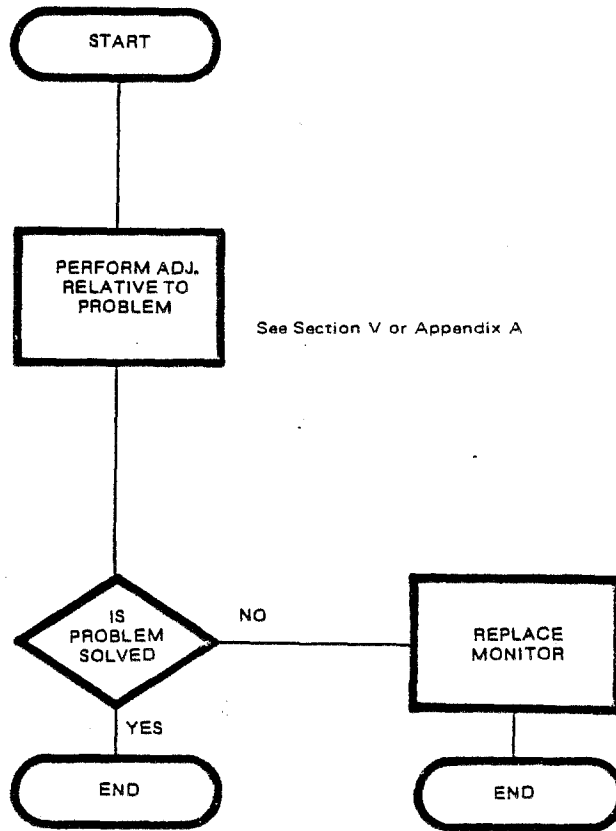 START
PERFORM ADJ.
RELATIVE TO
PROBLEM
See Section V or Appendix A
IS
PROBLEM
SOLVED
NO
REPLACE
MONITOR
YES
END
END